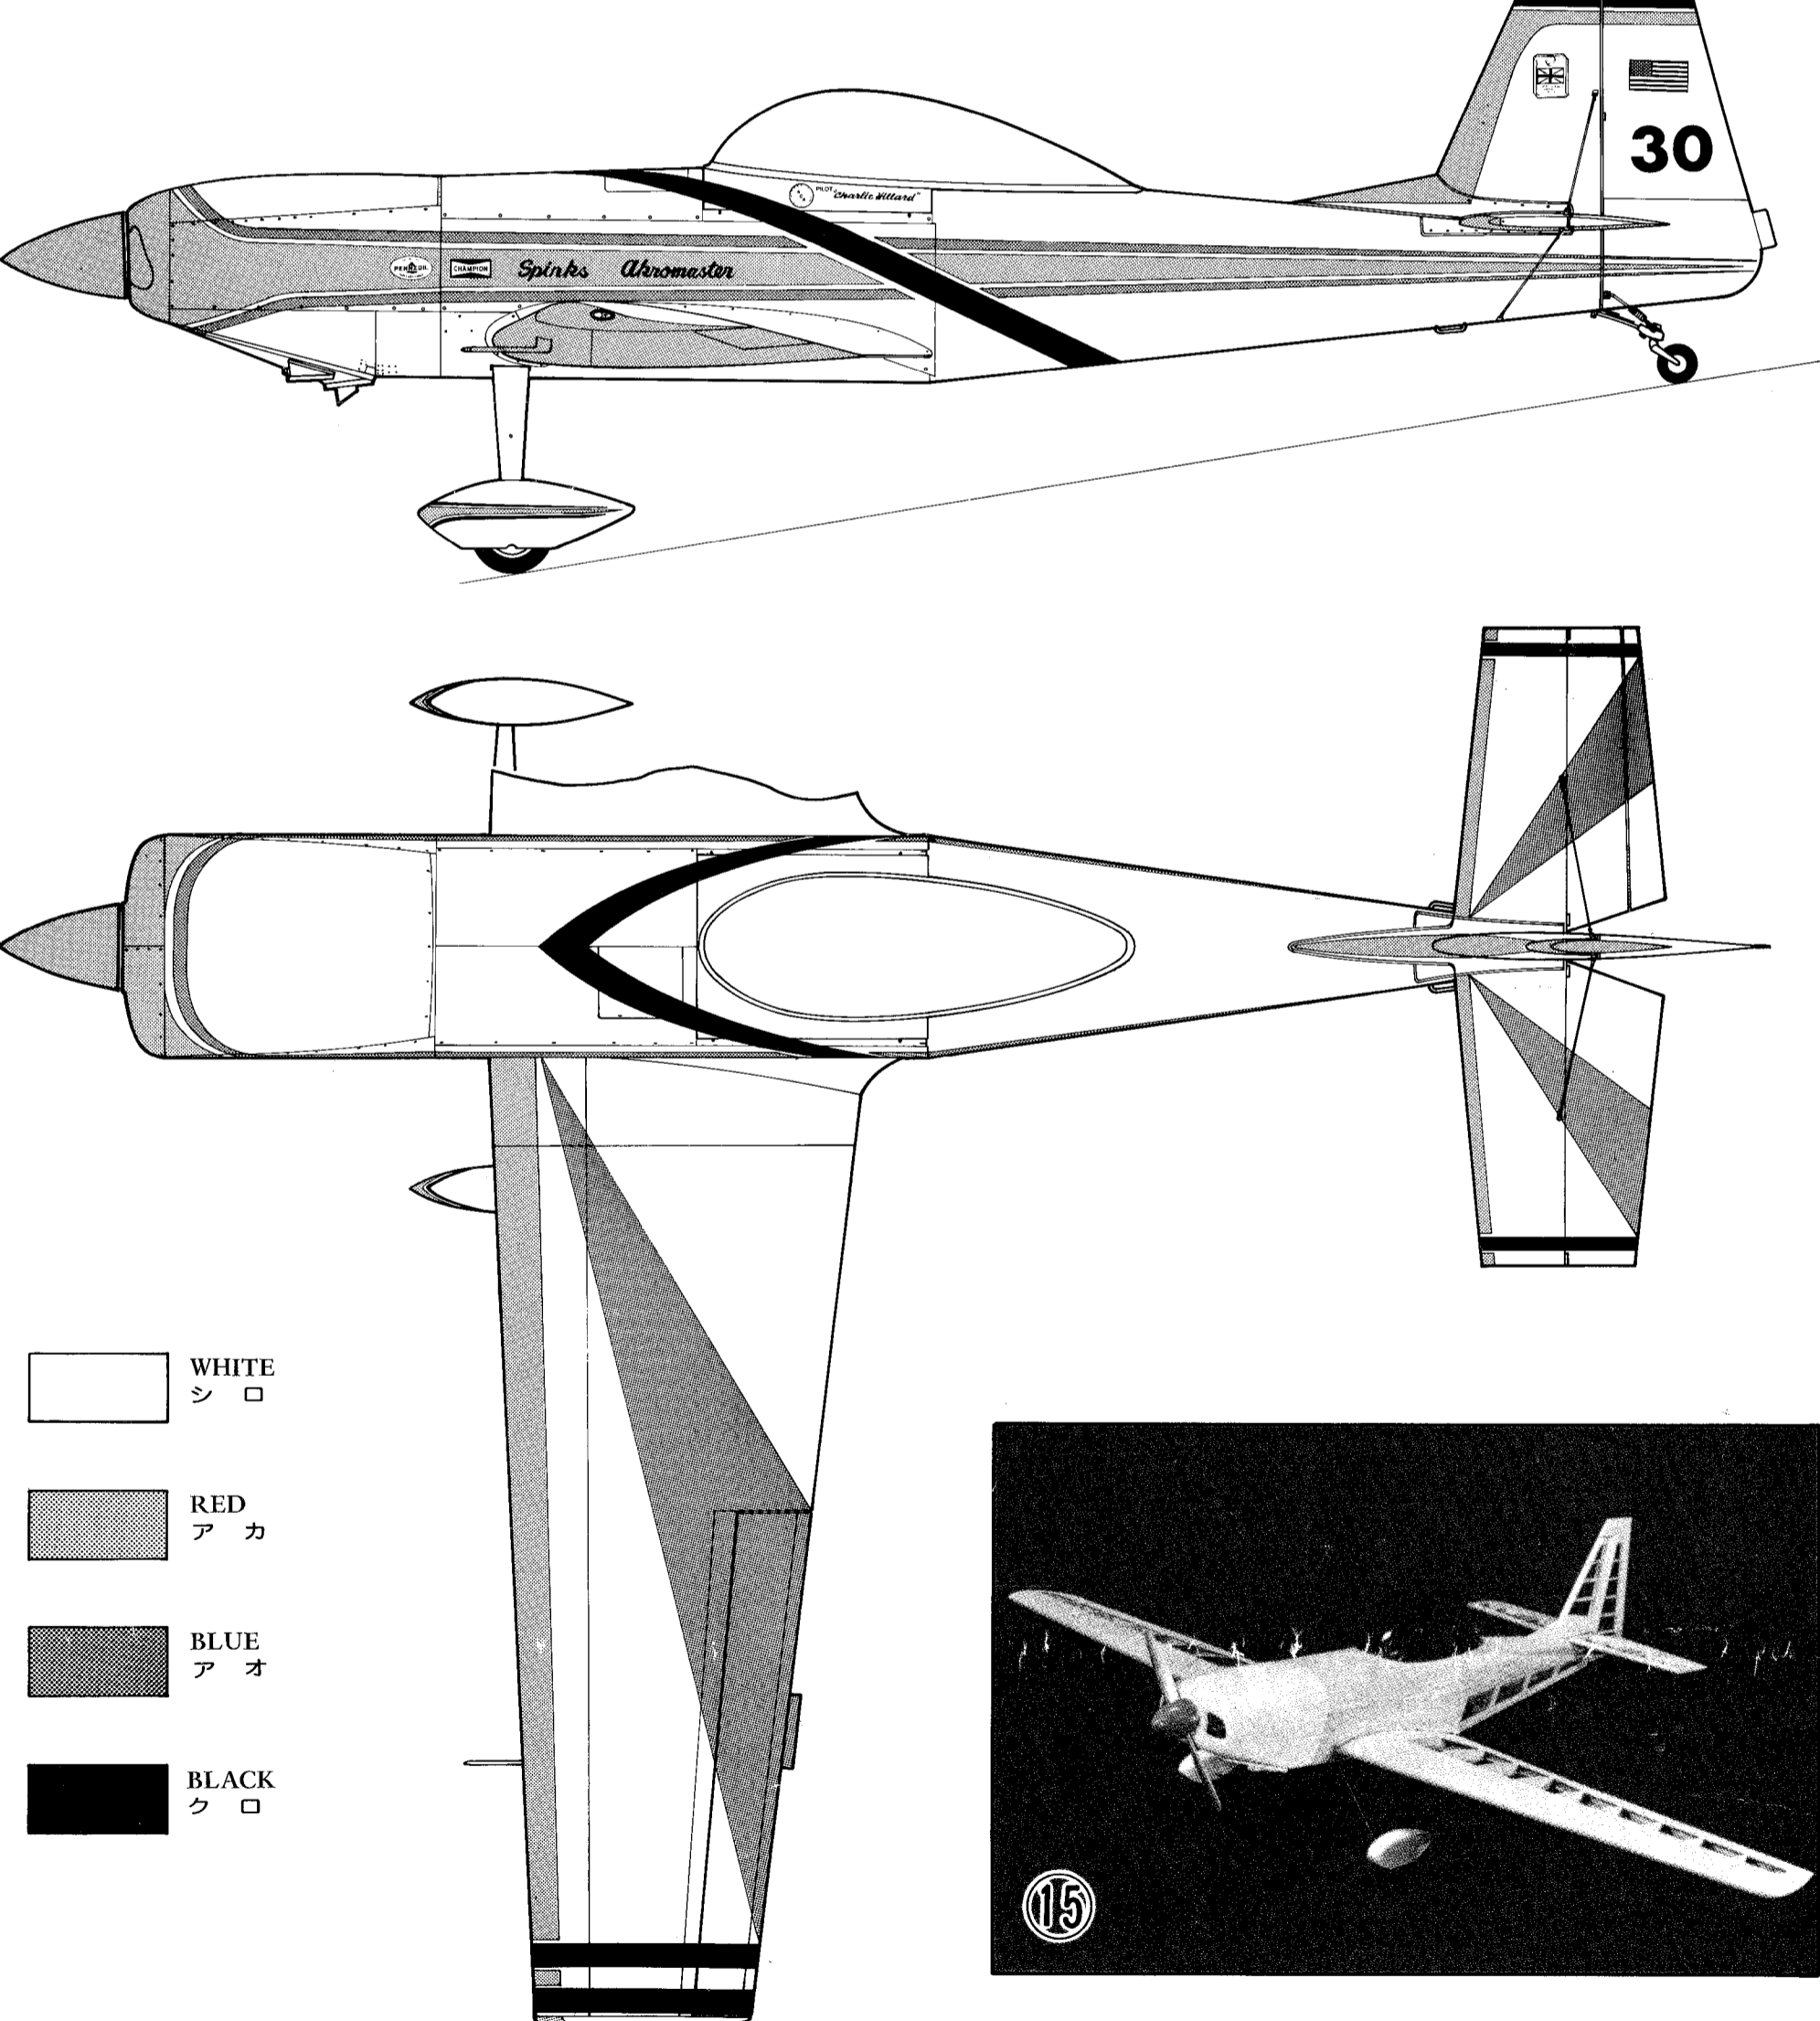 30
PILOT "Charlie Hillard"
PENNZOIL
CHAMPION
Spinks Akromaster
WHITE
シロ
RED
アカ
BLUE
アオ
BLACK
クロ
15